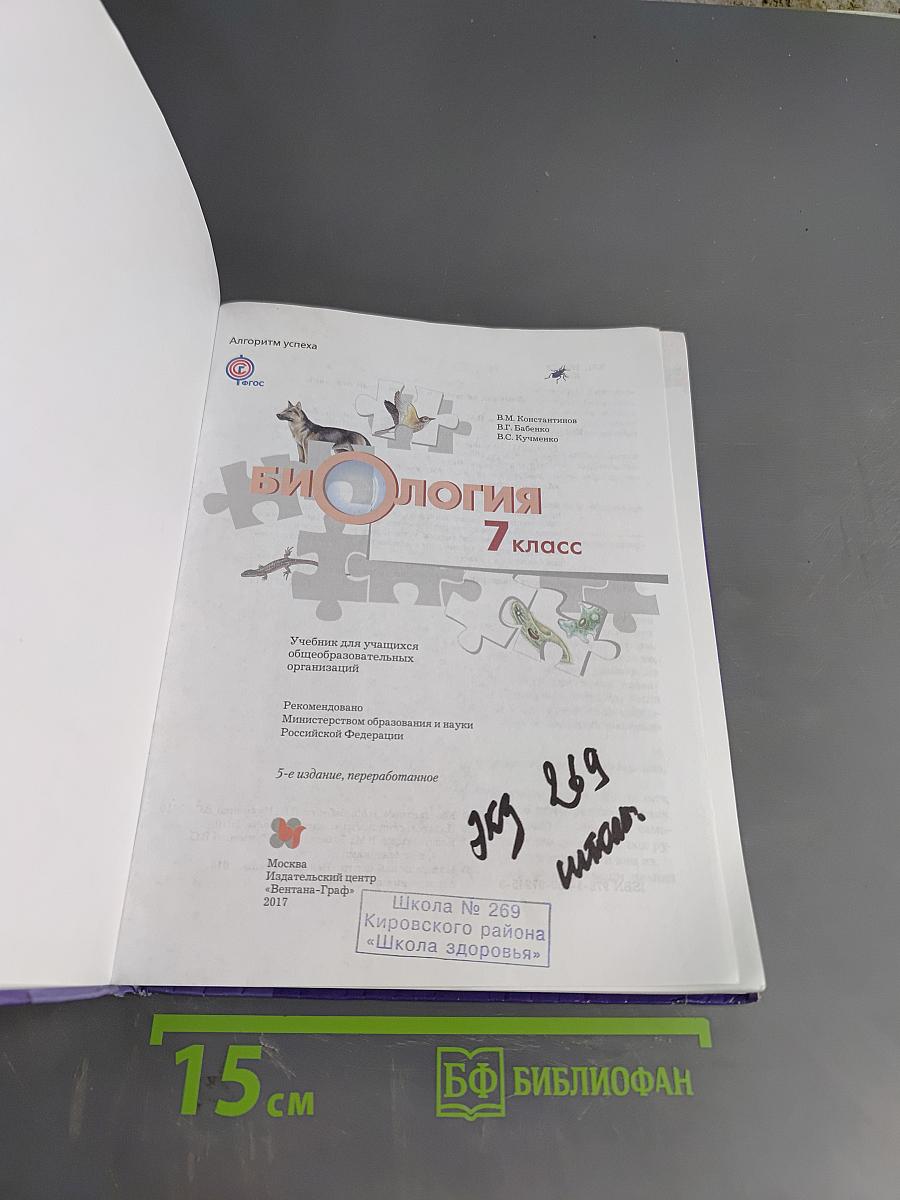 Алгоритм успеха
ФГОС
В.М. Константинов
В.Г. Бабенко
В.С. Кучменко
БИОЛОГИЯ
7 класс
Учебник для учащихся
общеобразовательных
организаций
Рекомендовано
Министерством образования и науки
Российской Федерации
5-е издание, переработанное
экз 269
школы
Москва
Издательский центр
«Вентана-Граф»
2017
Школа № 269
Кировского района
«Школа здоровья»
15 см
БФ БИБЛИОФАН